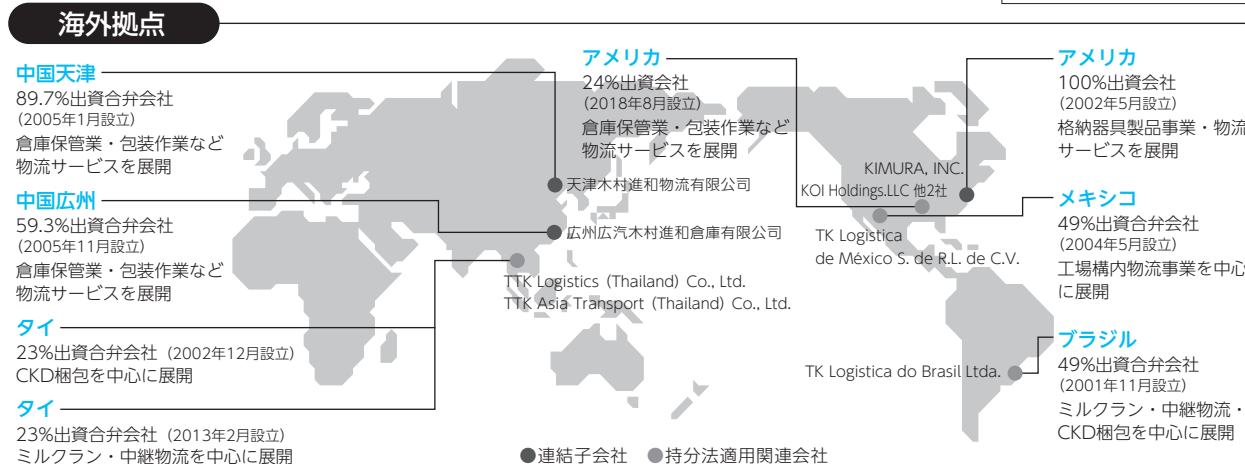 海外拠点
中国天津
89.7%出資合弁会社
(2005年1月設立)
倉庫保管業・包装作業など
物流サービスを展開
中国広州
59.3%出資合弁会社
(2005年11月設立)
倉庫保管業・包装作業など
物流サービスを展開
タイ
23%出資合弁会社 (2002年12月設立)
CKD梱包を中心に展開
タイ
23%出資合弁会社 (2013年2月設立)
ミルクラン・中継物流を中心に展開
天津木村進和物流有限公司
広州広汽木村進和倉庫有限公司
TTK Logistics (Thailand) Co., Ltd.
TTK Asia Transport (Thailand) Co., Ltd.
アメリカ
24%出資会社
(2018年8月設立)
倉庫保管業・包装作業など
物流サービスを展開
KIMURA, INC.
KOI Holdings.LLC 他2社
TK Logistica
de México S. de R.L. de C.V.
TK Logistica do Brasil Ltda.
アメリカ
100%出資会社
(2002年5月設立)
格納器具製品事業・物流
サービスを展開
メキシコ
49%出資合弁会社
(2004年5月設立)
工場構内物流事業を中心
に展開
ブラジル
49%出資合弁会社
(2001年11月設立)
ミルクラン・中継物流・
CKD梱包を中心に展開
●連結子会社 ●持分法適用関連会社